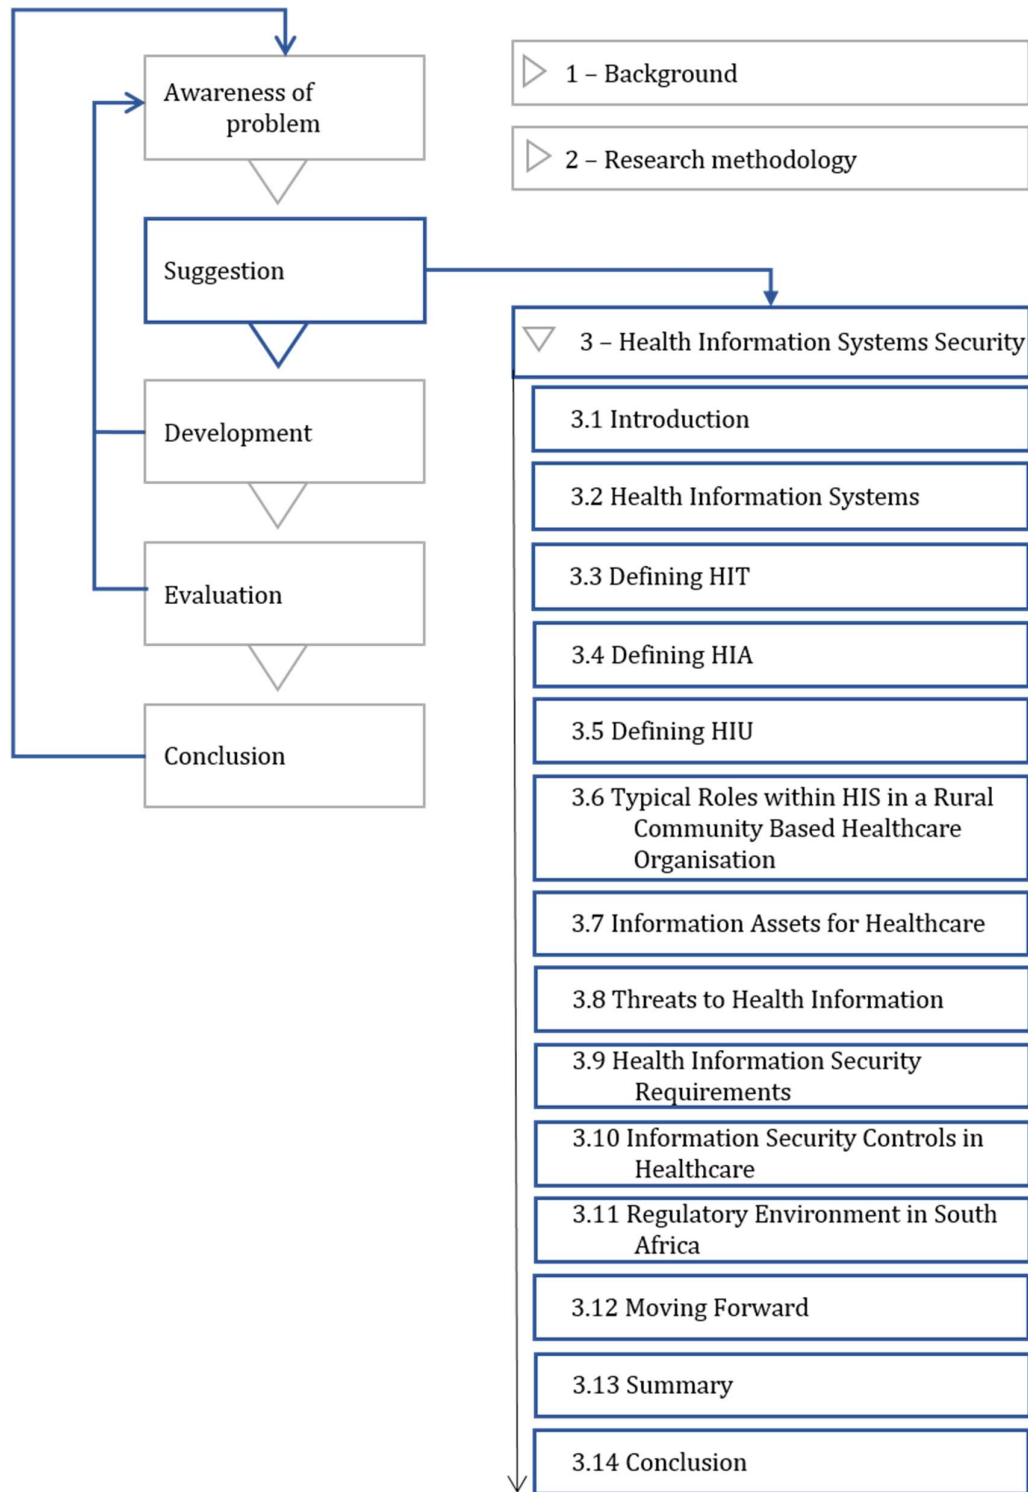 Awareness of
problem
Suggestion
Development
Evaluation
Conclusion
1 – Background
2 – Research methodology
3 – Health Information Systems Security
3.1 Introduction
3.2 Health Information Systems
3.3 Defining HIT
3.4 Defining HIA
3.5 Defining HIU
3.6 Typical Roles within HIS in a Rural
Community Based Healthcare
Organisation
3.7 Information Assets for Healthcare
3.8 Threats to Health Information
3.9 Health Information Security
Requirements
3.10 Information Security Controls in
Healthcare
3.11 Regulatory Environment in South
Africa
3.12 Moving Forward
3.13 Summary
3.14 Conclusion